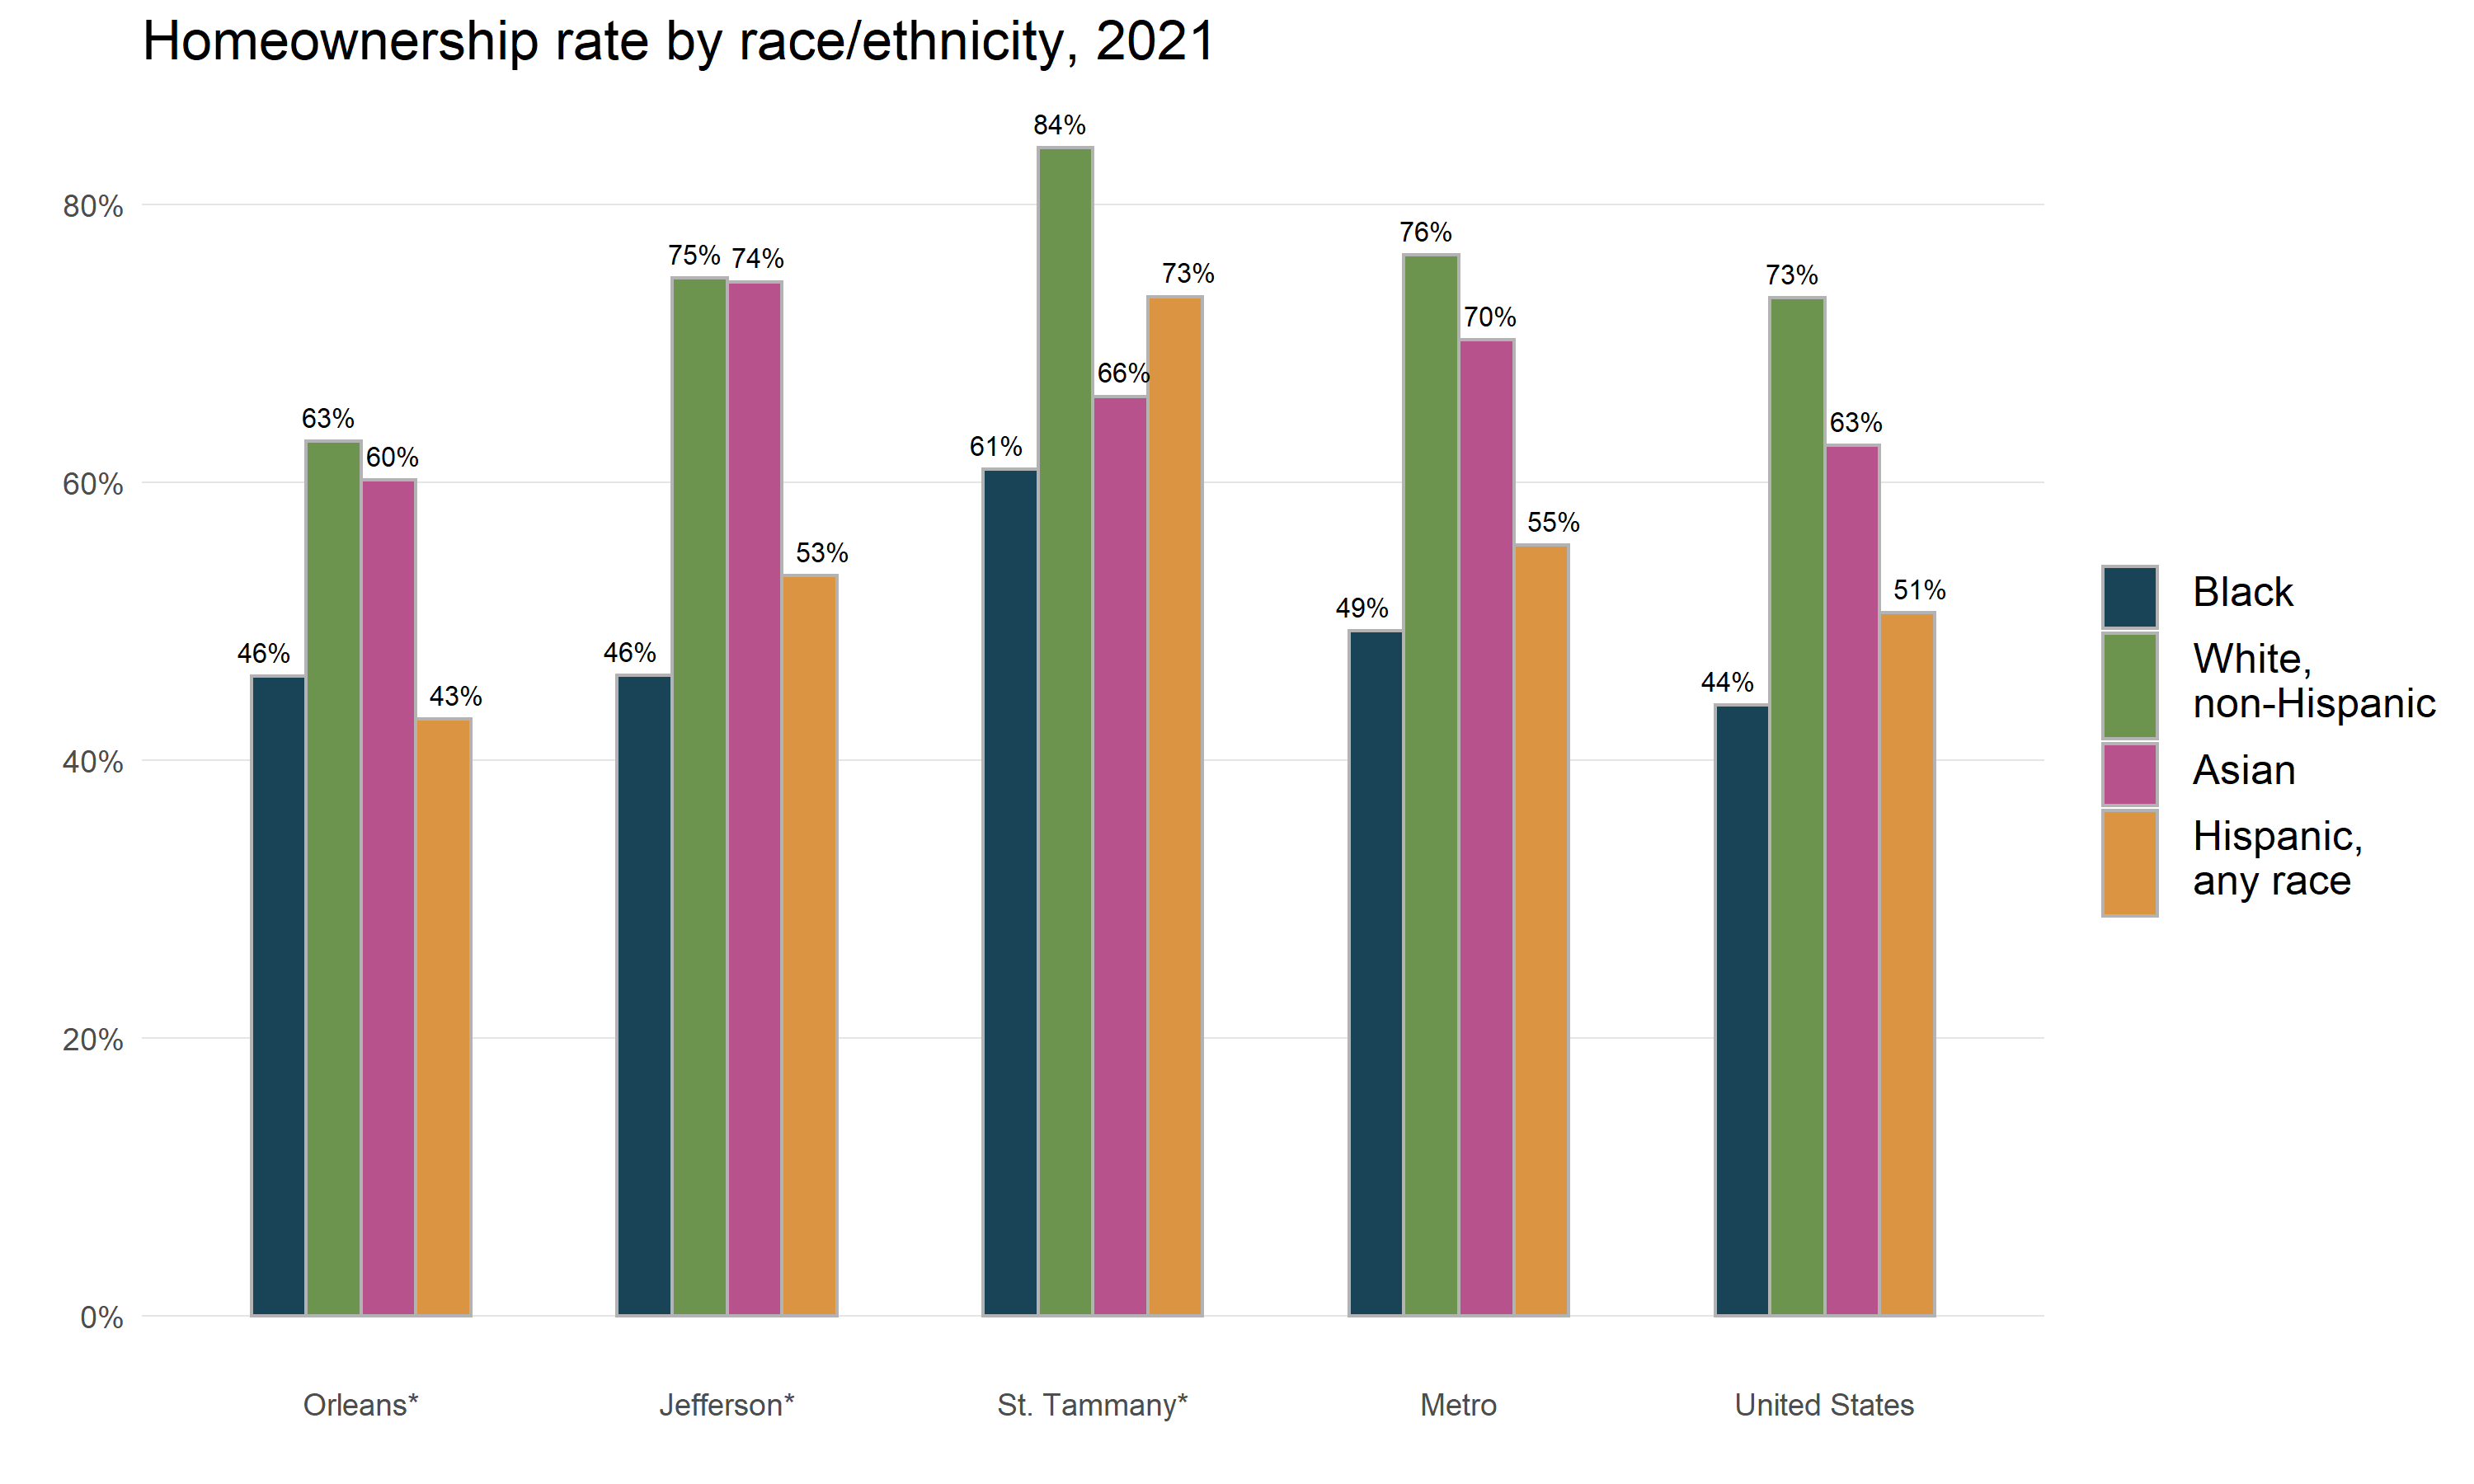 Homeownership rate by race/ethnicity, 2021
80%
60%
40%
20%
0%
46%
63%
60%
43%
46%
75%
74%
53%
61%
84%
66%
73%
49%
76%
70%
55%
44%
73%
63%
51%
Orleans*
Jefferson*
St. Tammany*
Metro
United States
Black
White,
non-Hispanic
Asian
Hispanic,
any race